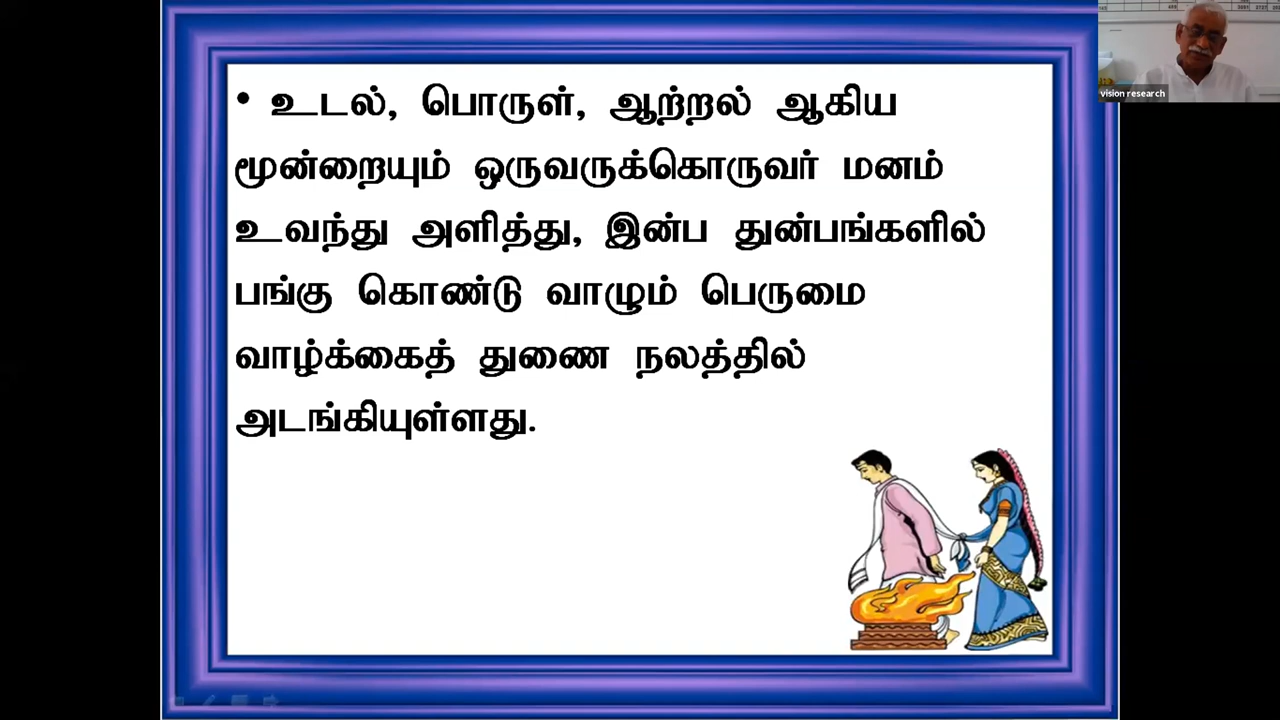 • உடல், பொருள், ஆற்றல் ஆகிய
மூன்றையும் ஒருவருக்கொருவர் மனம்
உவந்து அளித்து, இன்ப துன்பங்களில்
பங்கு கொண்டு வாழும் பெருமை
வாழ்க்கைத் துணை நலத்தில்
அடங்கியுள்ளது.
vision research